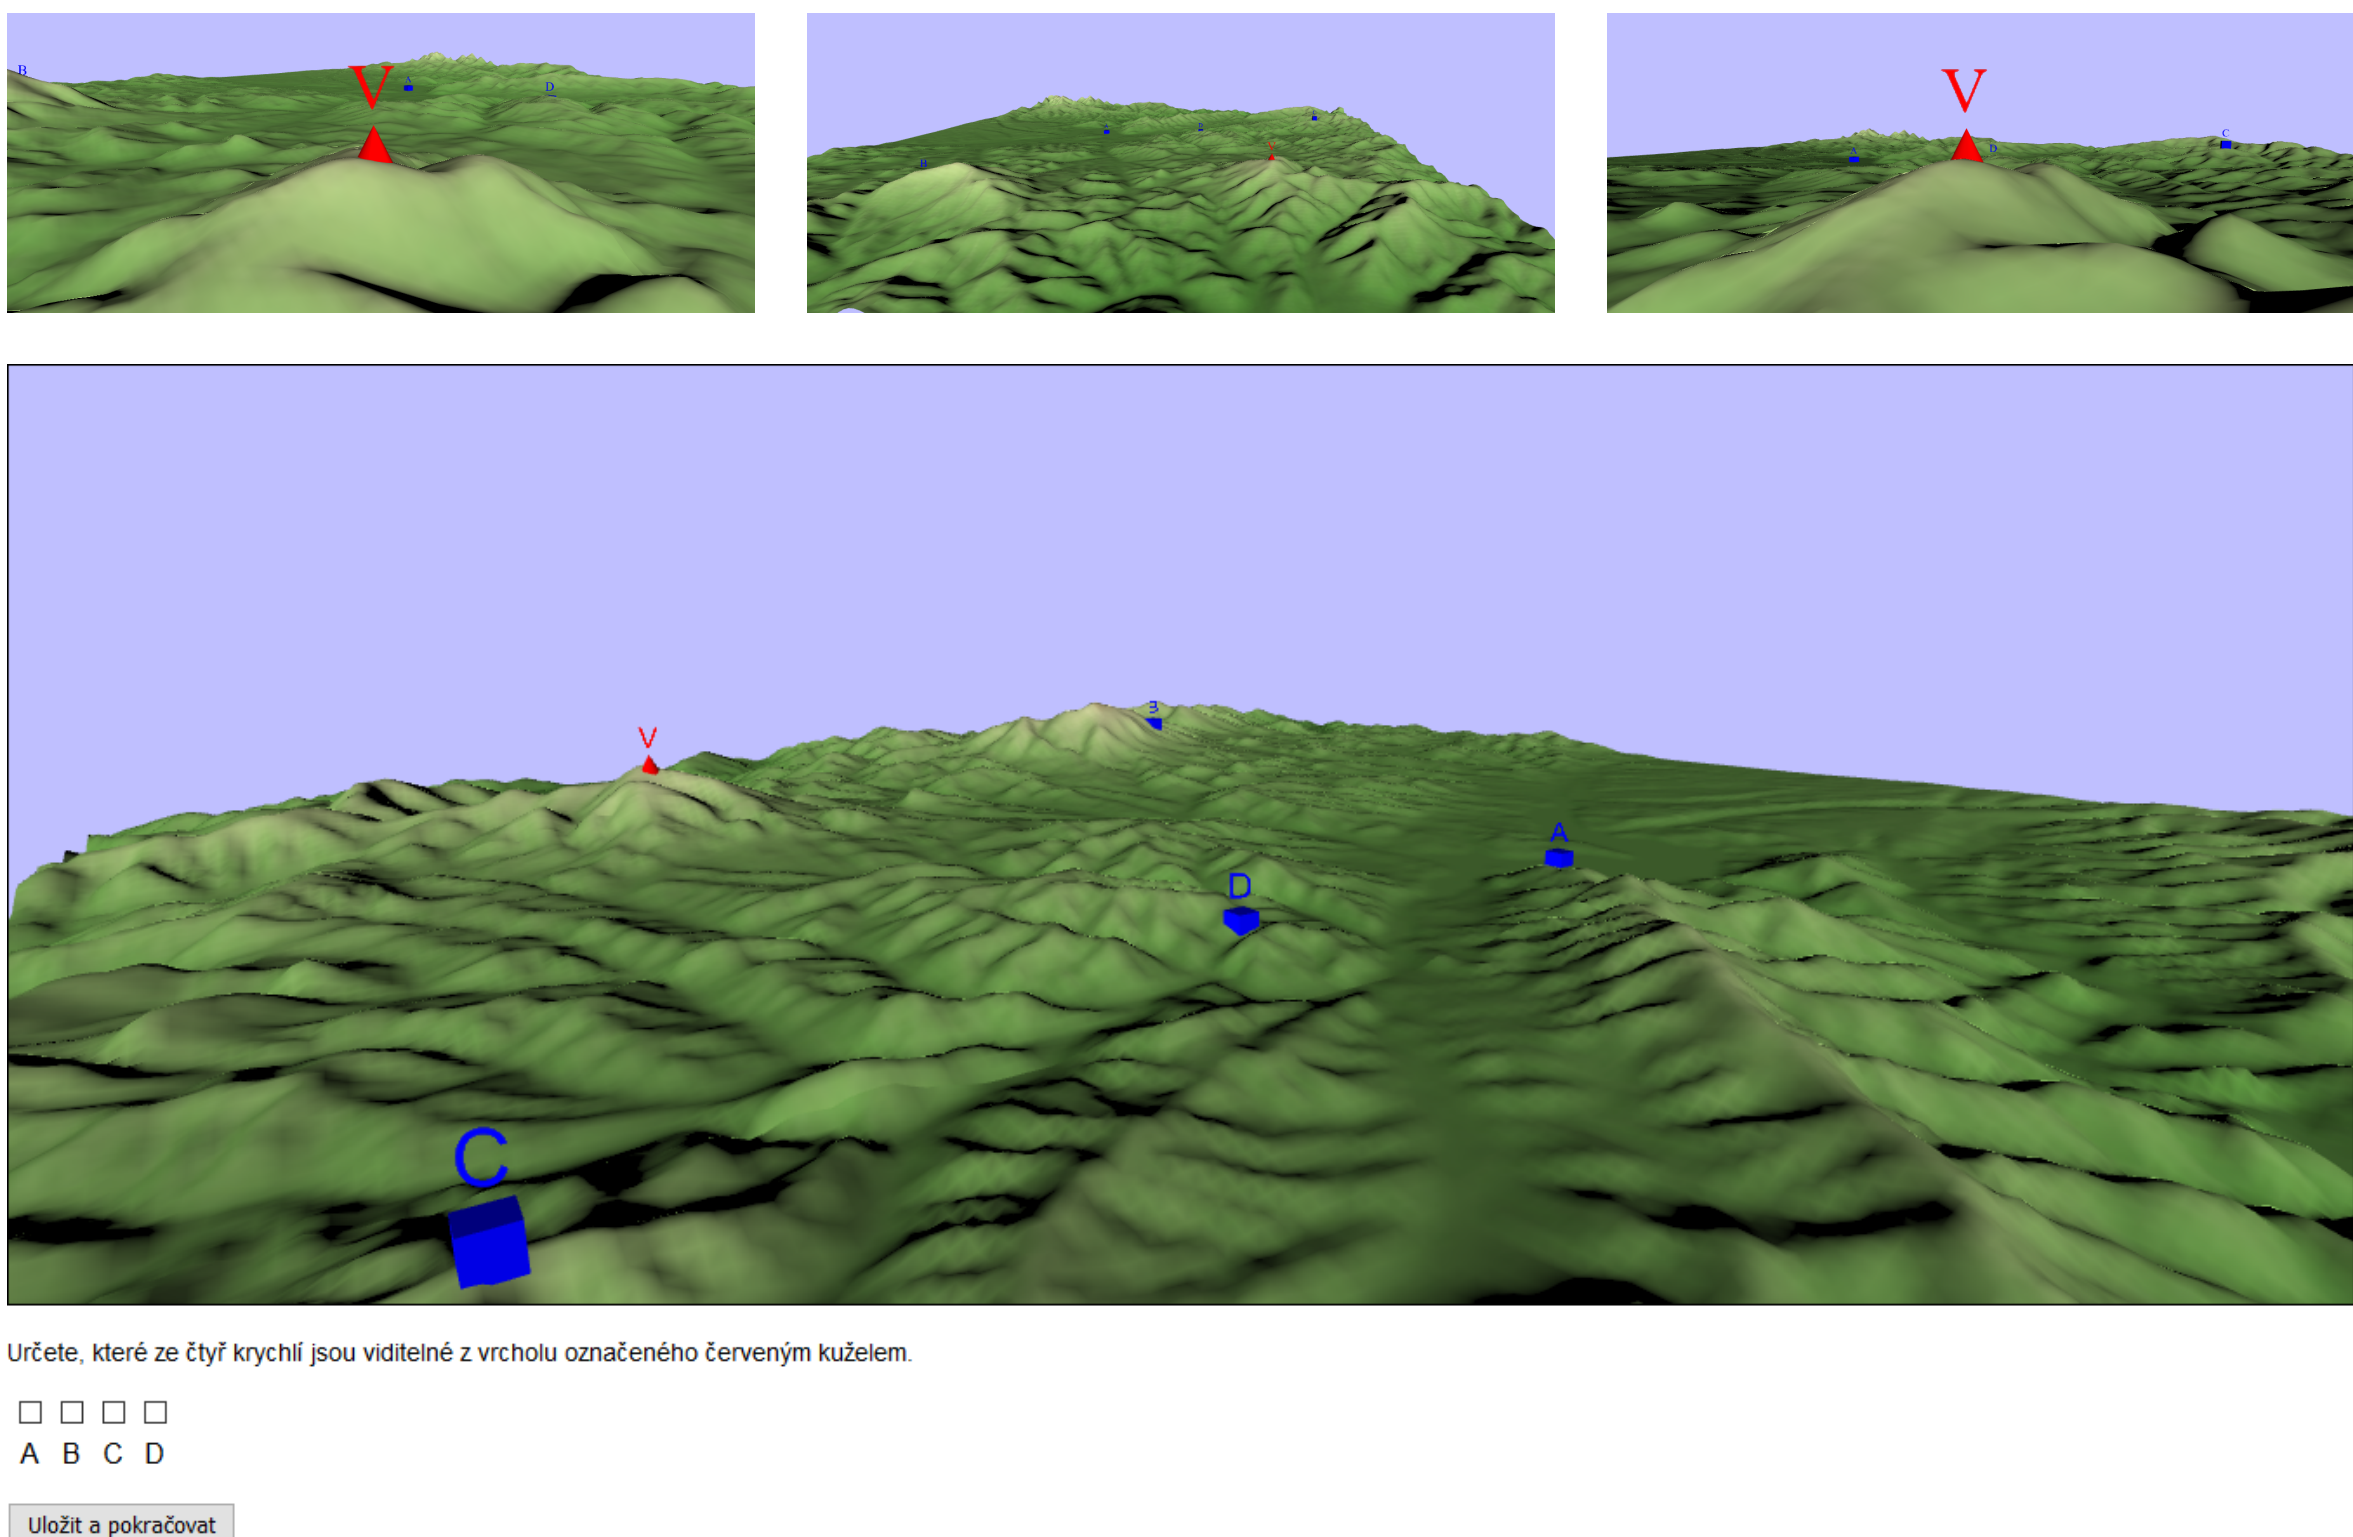 B
V
A
D
B
A
D
V
C
V
A
D
C
V
B
A
D
C
Určete, které ze čtyř krychlí jsou viditelné z vrcholu označeného červeným kuželem.
A B C D
Uložit a pokračovat